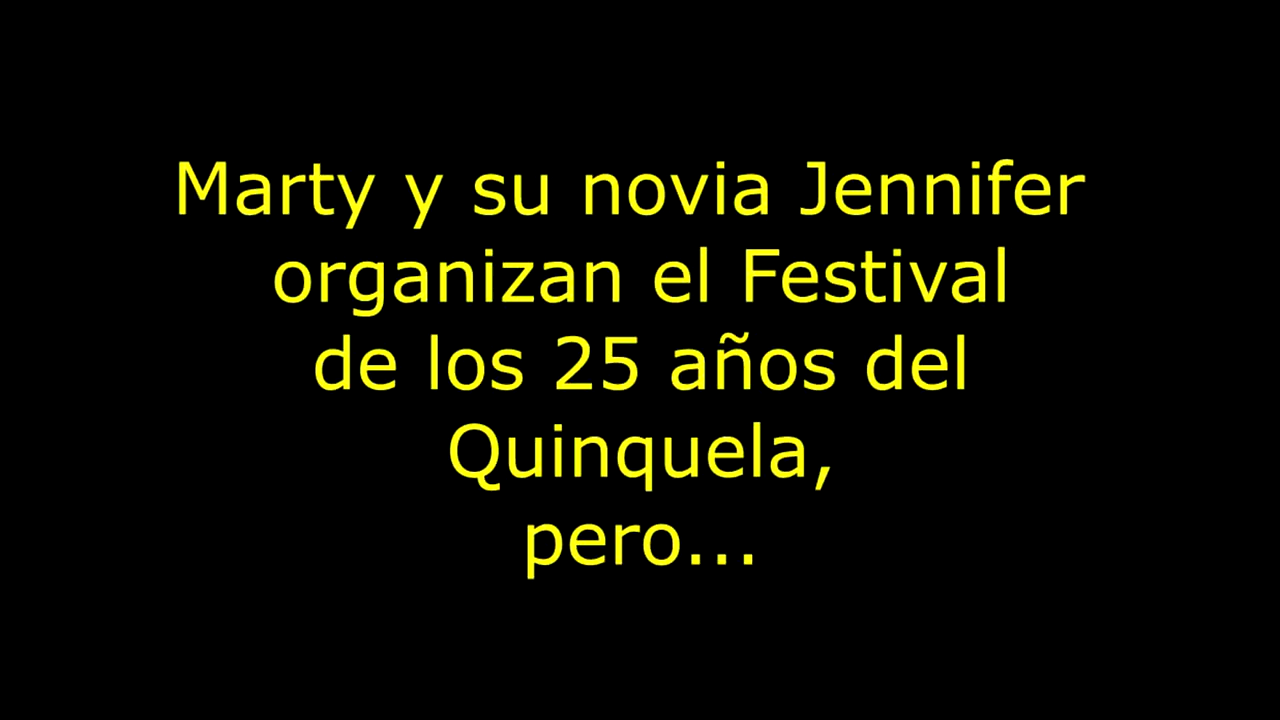 Marty y su novia Jennifer
organizan el Festival
de los 25 años del
Quinquela,
pero...